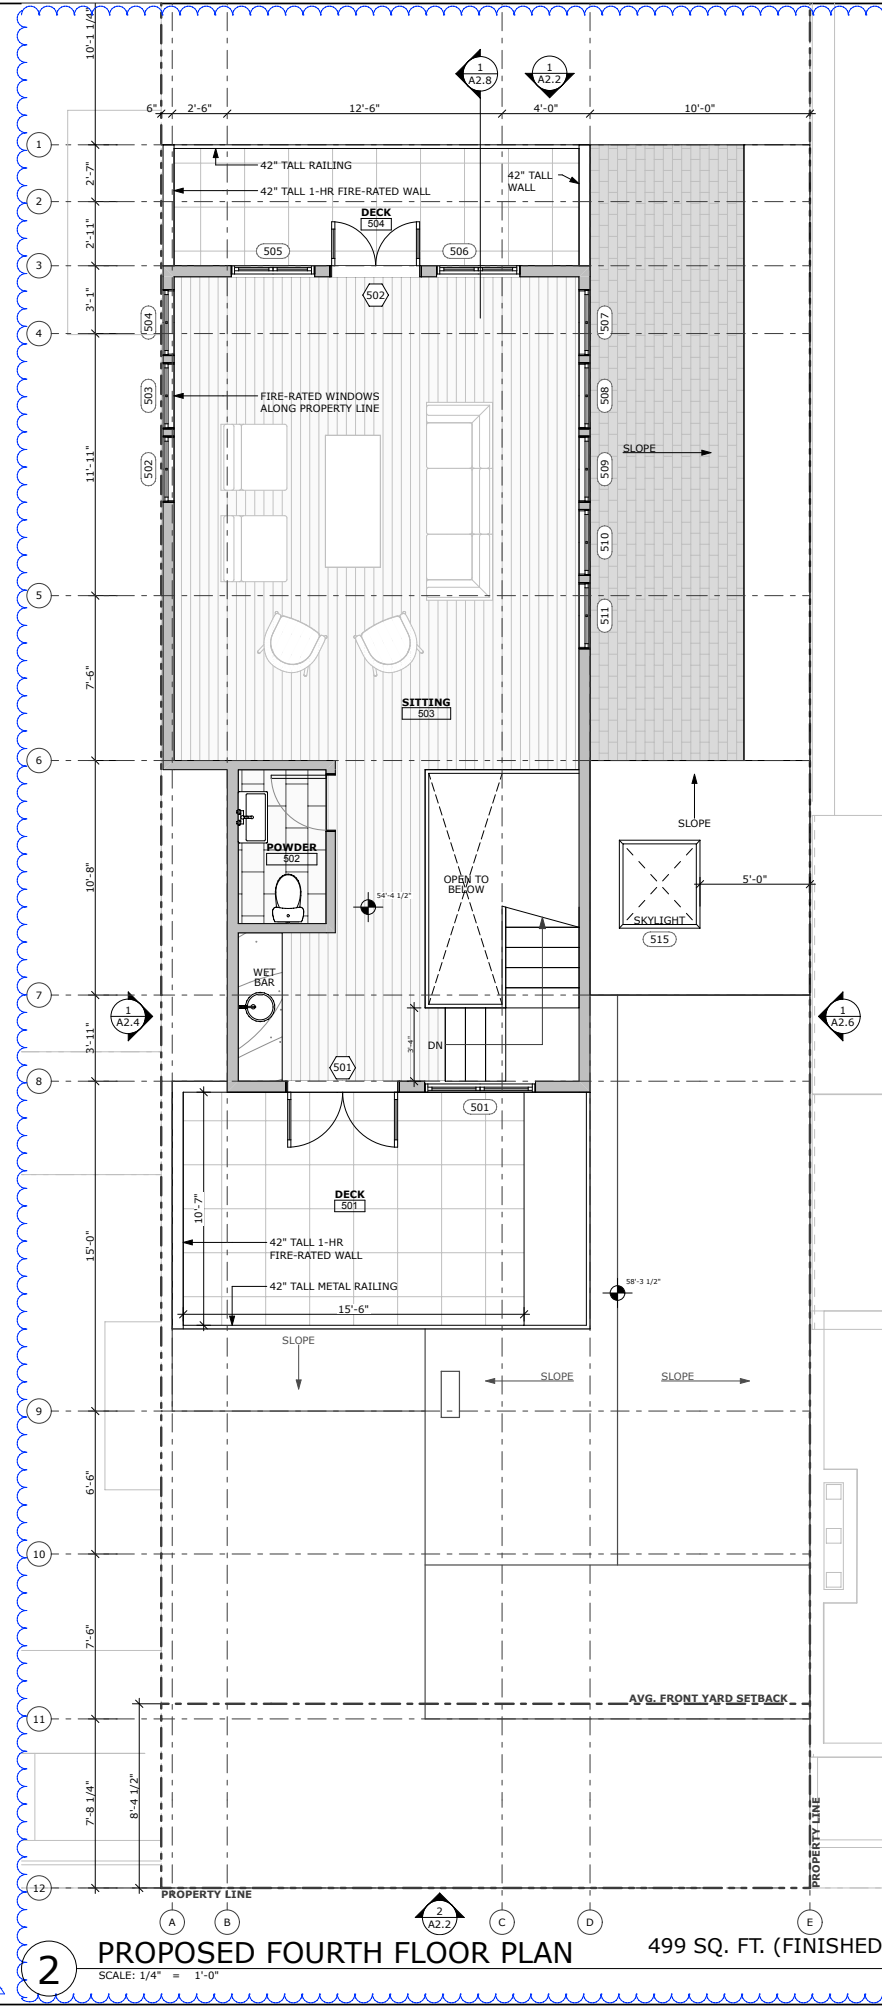 10'-1 1/4"
1
A2.8
1
A2.2
6"
2'-6"
12'-6"
4'-0"
10'-0"
1
2'-7"
42" TALL RAILING
42" TALL
WALL
42" TALL 1-HR FIRE-RATED WALL
2
DECK
504
2'-11"
505
506
3
502
3'-1"
504
507
4
FIRE-RATED WINDOWS
ALONG PROPERTY LINE
503
508
11'-11"
502
509
SLOPE
510
5
511
7'-6"
SITTING
503
6
SLOPE
POWDER
502
10'-8"
OPEN TO
BELOW
5'-0"
54'-4 1/2"
SKYLIGHT
515
WET
BAR
7
1
A2.4
1
A2.6
3'-11"
3'-4"
DN
501
8
501
DECK
501
10'-7"
15'-0"
42" TALL 1-HR
FIRE-RATED WALL
42" TALL METAL RAILING
58'-3 1/2"
15'-6"
SLOPE
SLOPE
SLOPE
9
6'-6"
10
7'-6"
AVG. FRONT YARD SETBACK
11
7'-8 1/4"
8'-4 1/2"
PROPERTY LINE
12
PROPERTY LINE
A
B
2
A2.2
C
D
E
2
PROPOSED FOURTH FLOOR PLAN
499 SQ. FT. (FINISHED
SCALE: 1/4" = 1'-0"